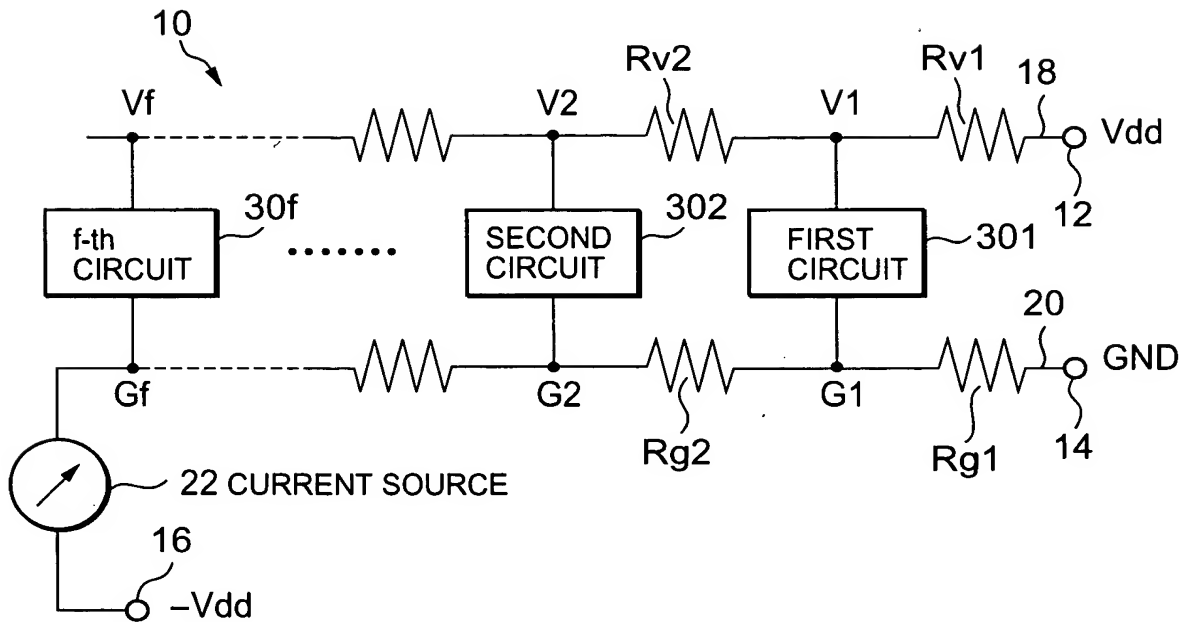 10
Rv2
Rv1
18
Vf
V2
V1
Vdd
12
30f
302
301
f-th
CIRCUIT
SECOND
CIRCUIT
FIRST
CIRCUIT
20
GND
Gf
G2
G1
14
Rg2
Rg1
22 CURRENT SOURCE
16
–Vdd